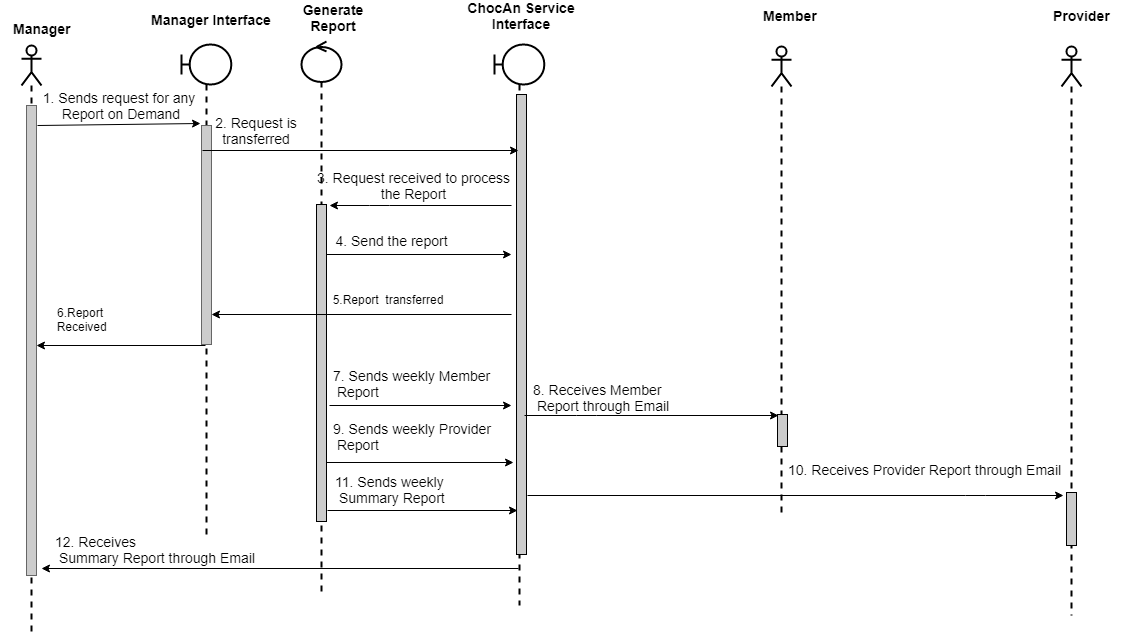 Manager
Manager Interface
Generate
Report
ChocAn Service
Interface
Member
Provider
1. Sends request for any
Report on Demand
2. Request is
transferred
3. Request received to process
the Report
4. Send the report
5.Report transferred
6.Report
Received
7. Sends weekly Member
Report
8. Receives Member
Report through Email
9. Sends weekly Provider
Report
10. Receives Provider Report through Email
11. Sends weekly
Summary Report
12. Receives
Summary Report through Email